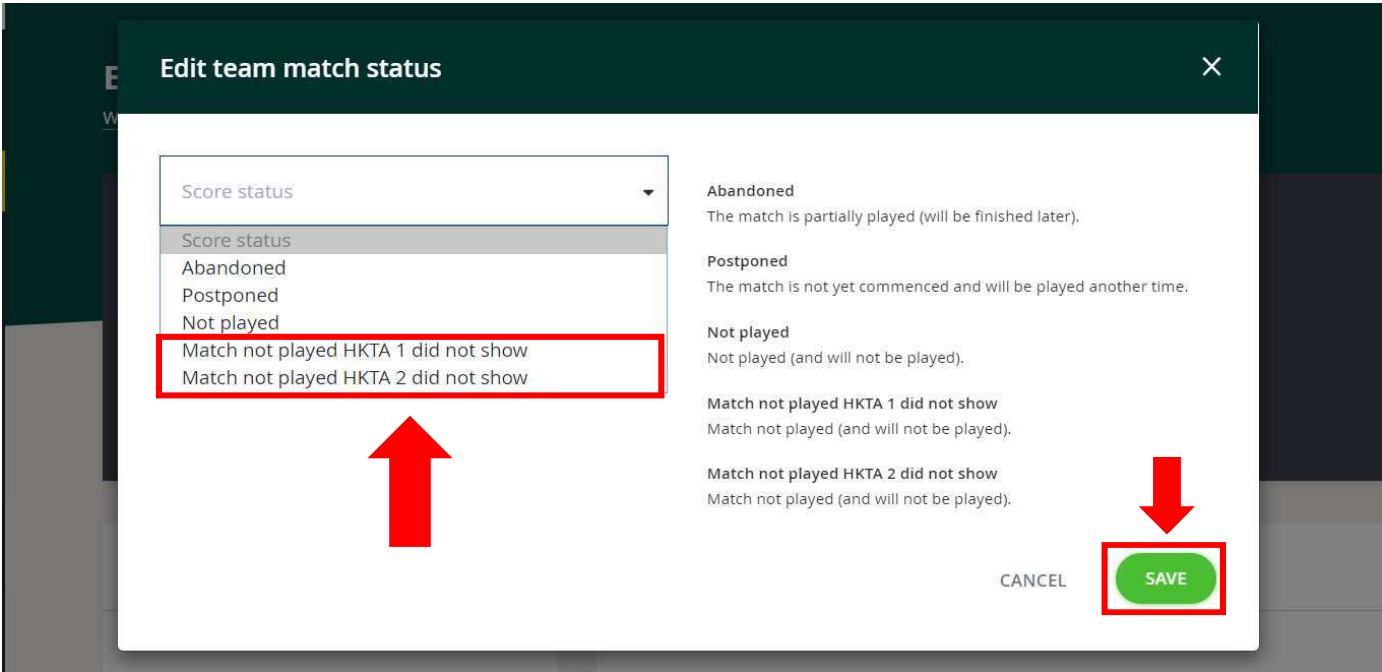 E
W
Edit team match status
Score status
Score status
Abandoned
Postponed
Not played
Match not played HKTA 1 did not show
Match not played HKTA 2 did not show
Abandoned
The match is partially played (will be finished later).
Postponed
The match is not yet commenced and will be played another time.
Not played
Not played (and will not be played).
Match not played HKTA 1 did not show
Match not played (and will not be played).
Match not played HKTA 2 did not show
Match not played (and will not be played).
CANCEL
SAVE